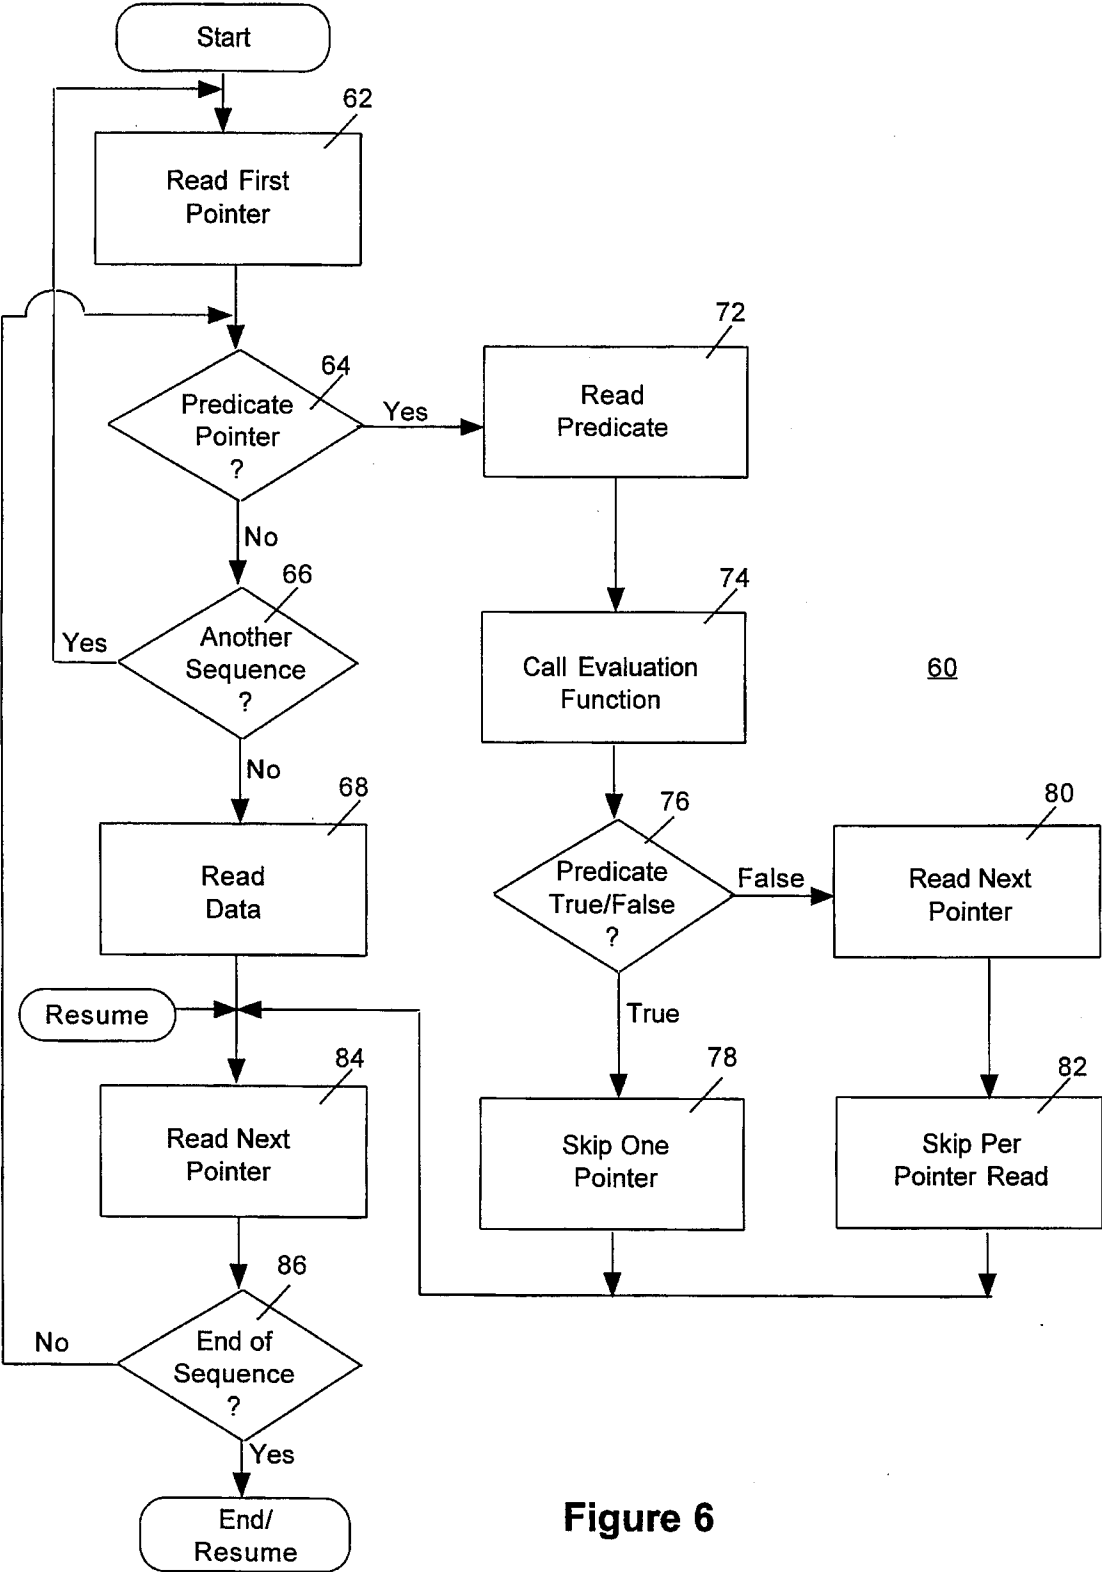 Start
62
Read First
Pointer
64
Predicate
Pointer
?
Yes
72
Read
Predicate
No
66
Another
Sequence
?
Yes
74
Call Evaluation
Function
60
No
68
Read
Data
76
Predicate
True/False
?
False
80
Read Next
Pointer
Resume
True
84
Read Next
Pointer
78
Skip One
Pointer
82
Skip Per
Pointer Read
86
End of
Sequence
?
No
Yes
End/
Resume
Figure 6